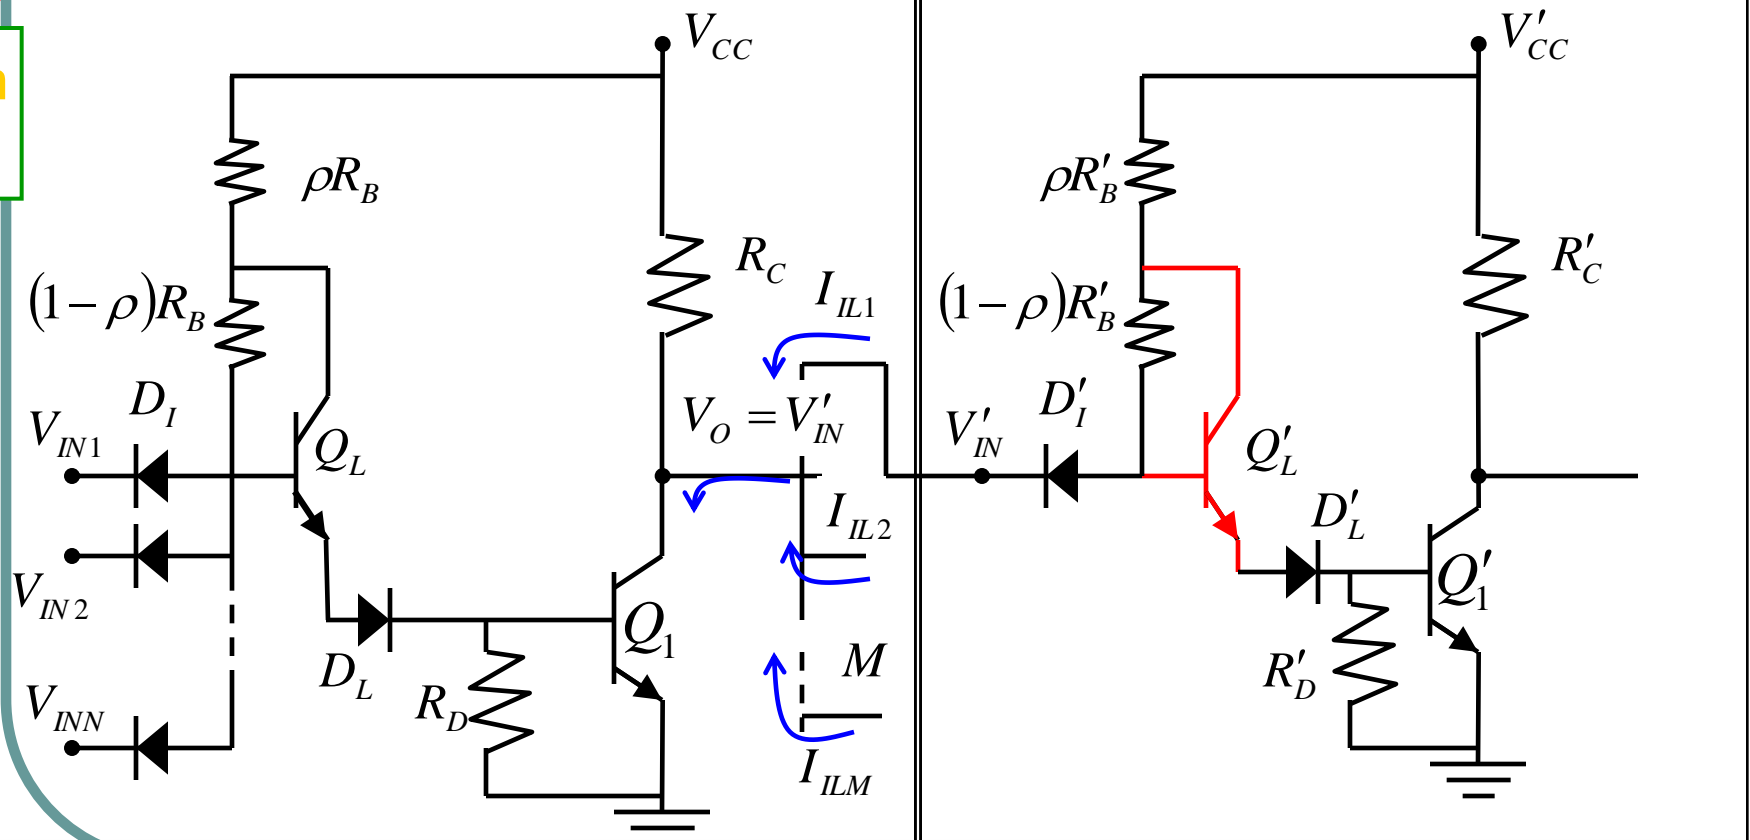 V_CC
V'_CC
ρR_B
ρR'_B
R_C
R'_C
(1−ρ)R_B
I_IL1
(1−ρ)R'_B
D_I
D'_I
V_IN1
V_O = V'_IN
V'_IN
Q_L
Q'_L
I_IL2
D'_L
V_IN2
Q_1
Q'_1
D_L
M
R'_D
V_INN
R_D
I_ILM